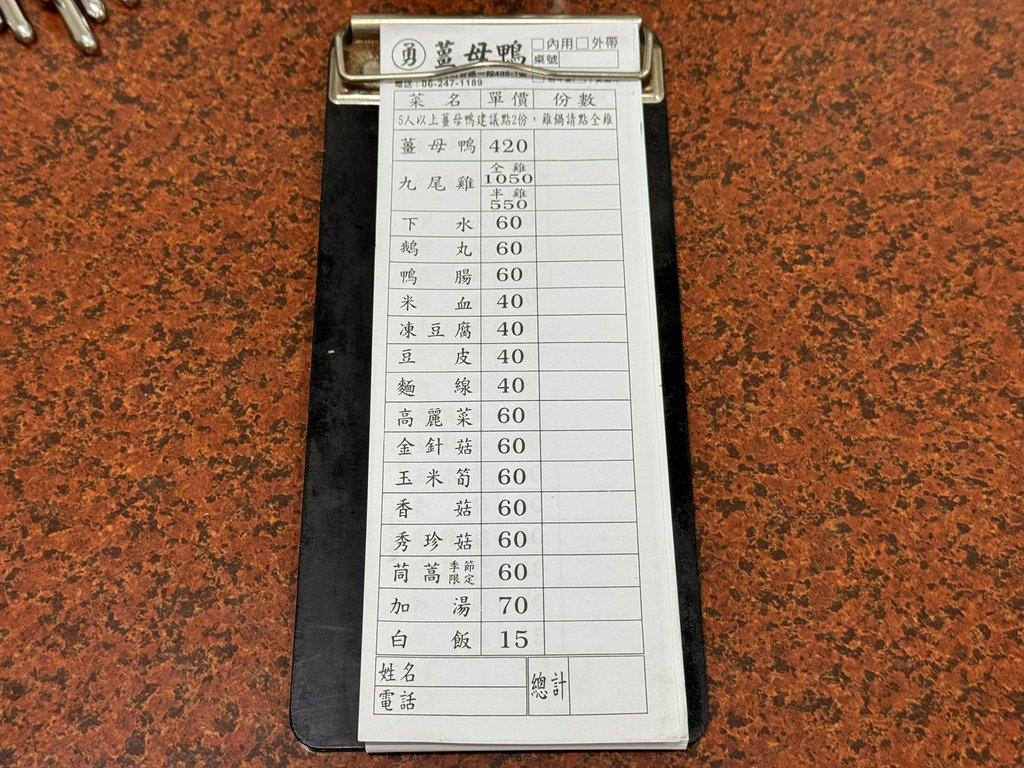 勇 薑母鴨 □內用□外帶
桌號
電話：06-247-1189
菜名 單價 份數
5人以上薑母鴨建議點2份，雞鍋請點全雞
薑母鴨 420
九尾雞 全雞 1050
半雞 550
下水 60
鵝丸 60
鴨腸 60
米血 40
凍豆腐 40
豆皮 40
麵線 40
高麗菜 60
金針菇 60
玉米筍 60
香菇 60
秀珍菇 60
茼蒿季節限定 60
加湯 70
白飯 15
姓名
電話
總計